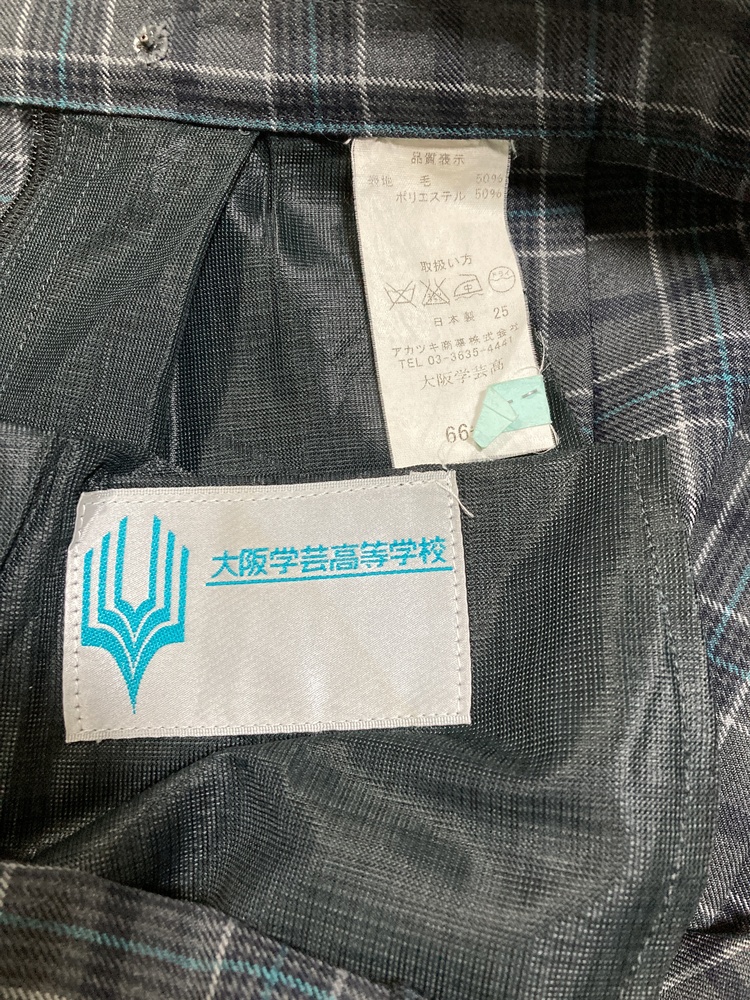 品質表示
表地 毛 50%
ポリエステル 50%
取扱い方
日本製 25
アカツキ商事株式会社
TEL 03-3635-4441
大阪学芸高
66
大阪学芸高等学校